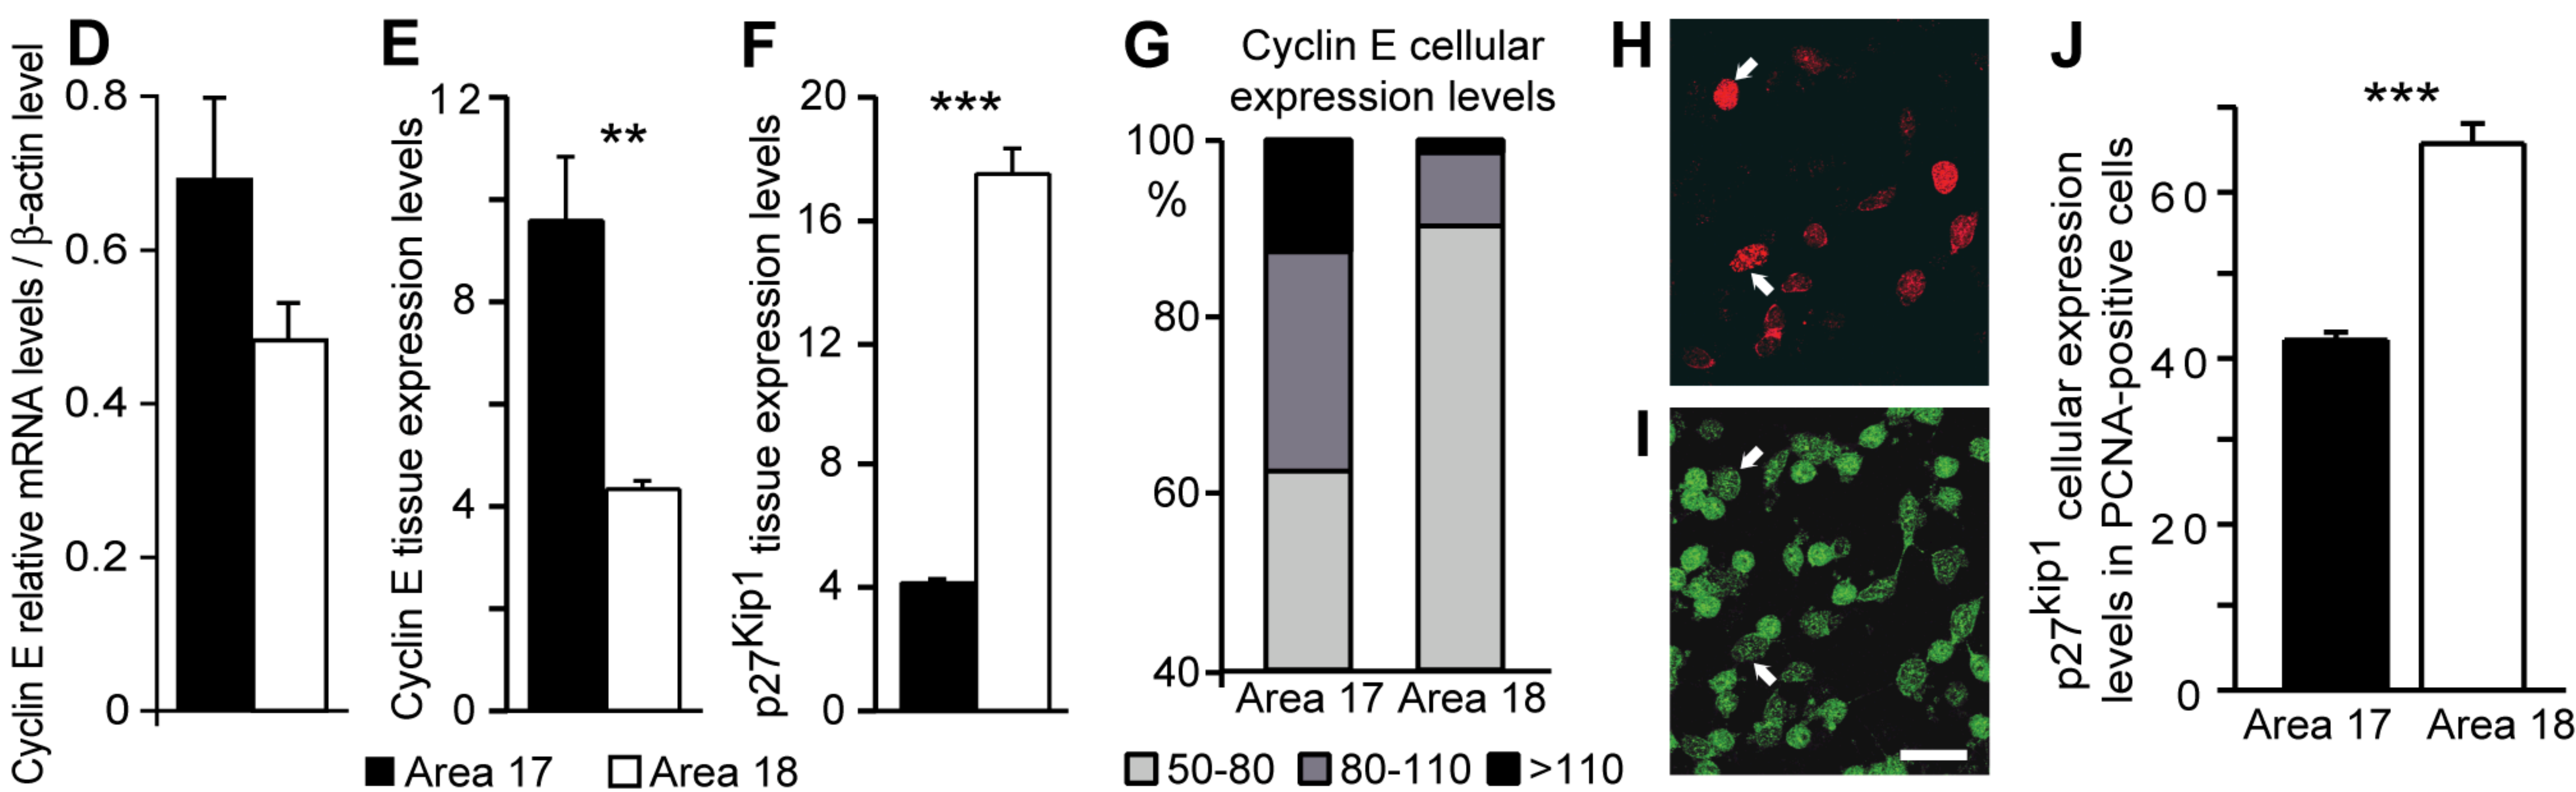 D
Cyclin E relative mRNA levels / β-actin level
0.8
0.6
0.4
0.2
0
E
Cyclin E tissue expression levels
12
8
4
0
**
F
p27Kip1 tissue expression levels
20
16
12
8
4
0
***
Area 17
Area 18
G
Cyclin E cellular
expression levels
100
%
80
60
40
Area 17 Area 18
50-80 80-110 >110
H
I
J
p27kip1 cellular expression
levels in PCNA-positive cells
***
60
40
20
0
Area 17 Area 18